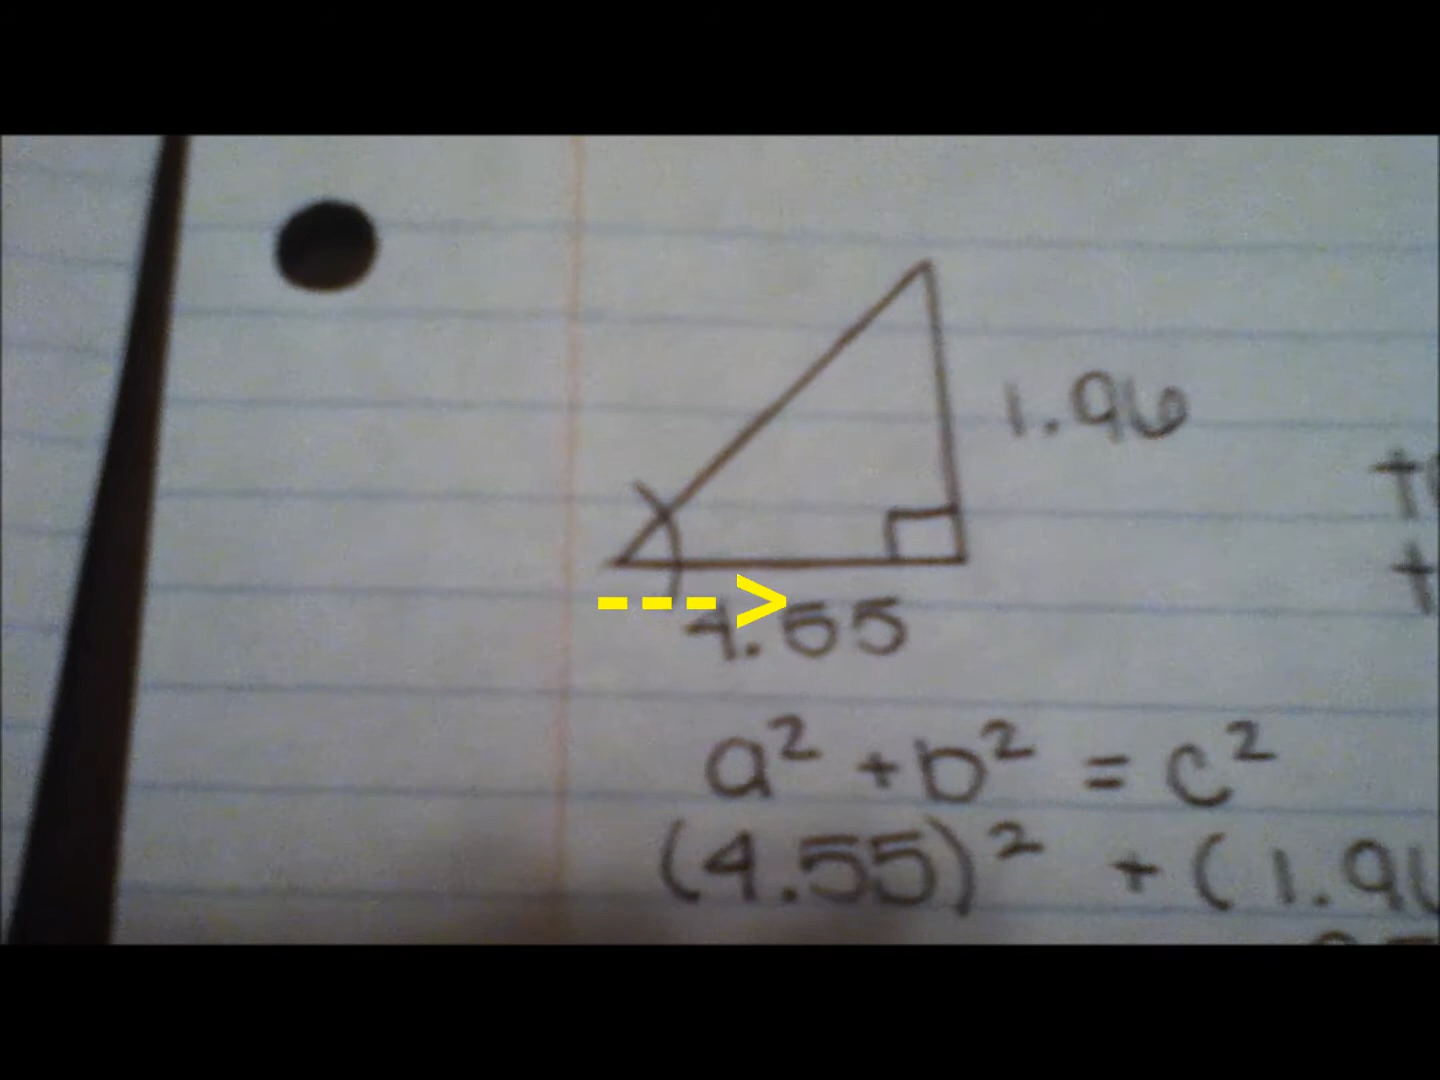 1.96
4.55
a² + b² = c²
(4.55)² + (1.9